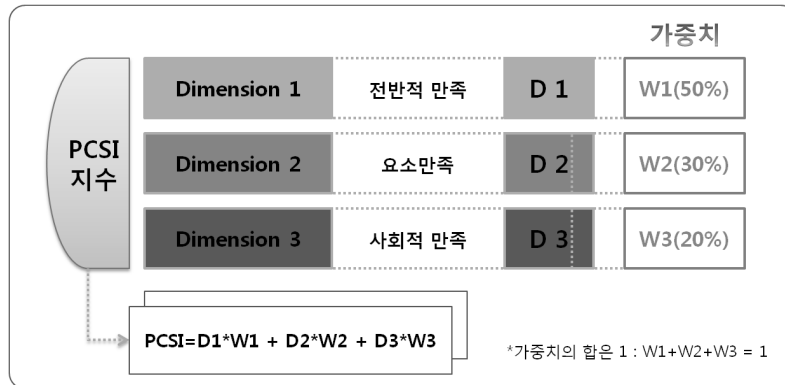 가중치
PCSI
지수
Dimension 1 전반적 만족 D 1 W1(50%)
Dimension 2 요소만족 D 2 W2(30%)
Dimension 3 사회적 만족 D 3 W3(20%)
PCSI=D1*W1 + D2*W2 + D3*W3
*가중치의 합은 1 : W1+W2+W3 = 1